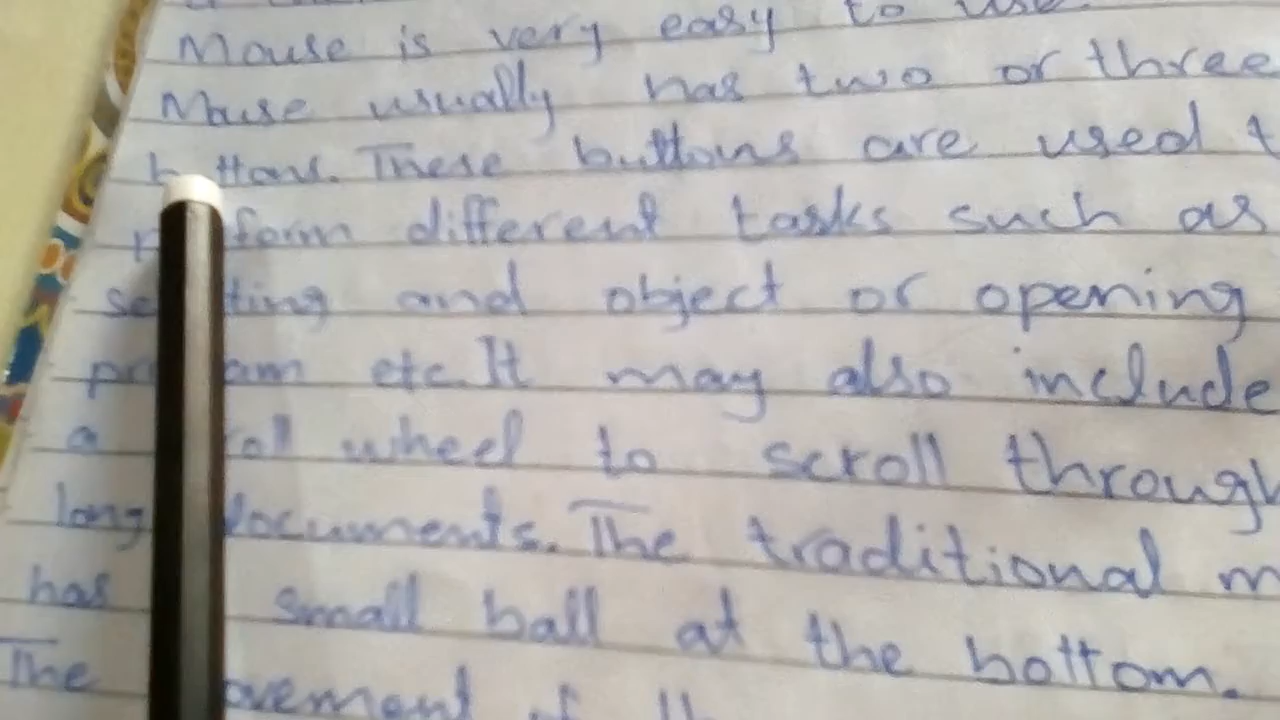 Mouse is very easy to use.
Mouse usually has two or three
These buttons are used
different tasks such as
and object or opening
etc. It may also include
a wheel to scroll through
long documents. The traditional
has small ball at the bottom.
The